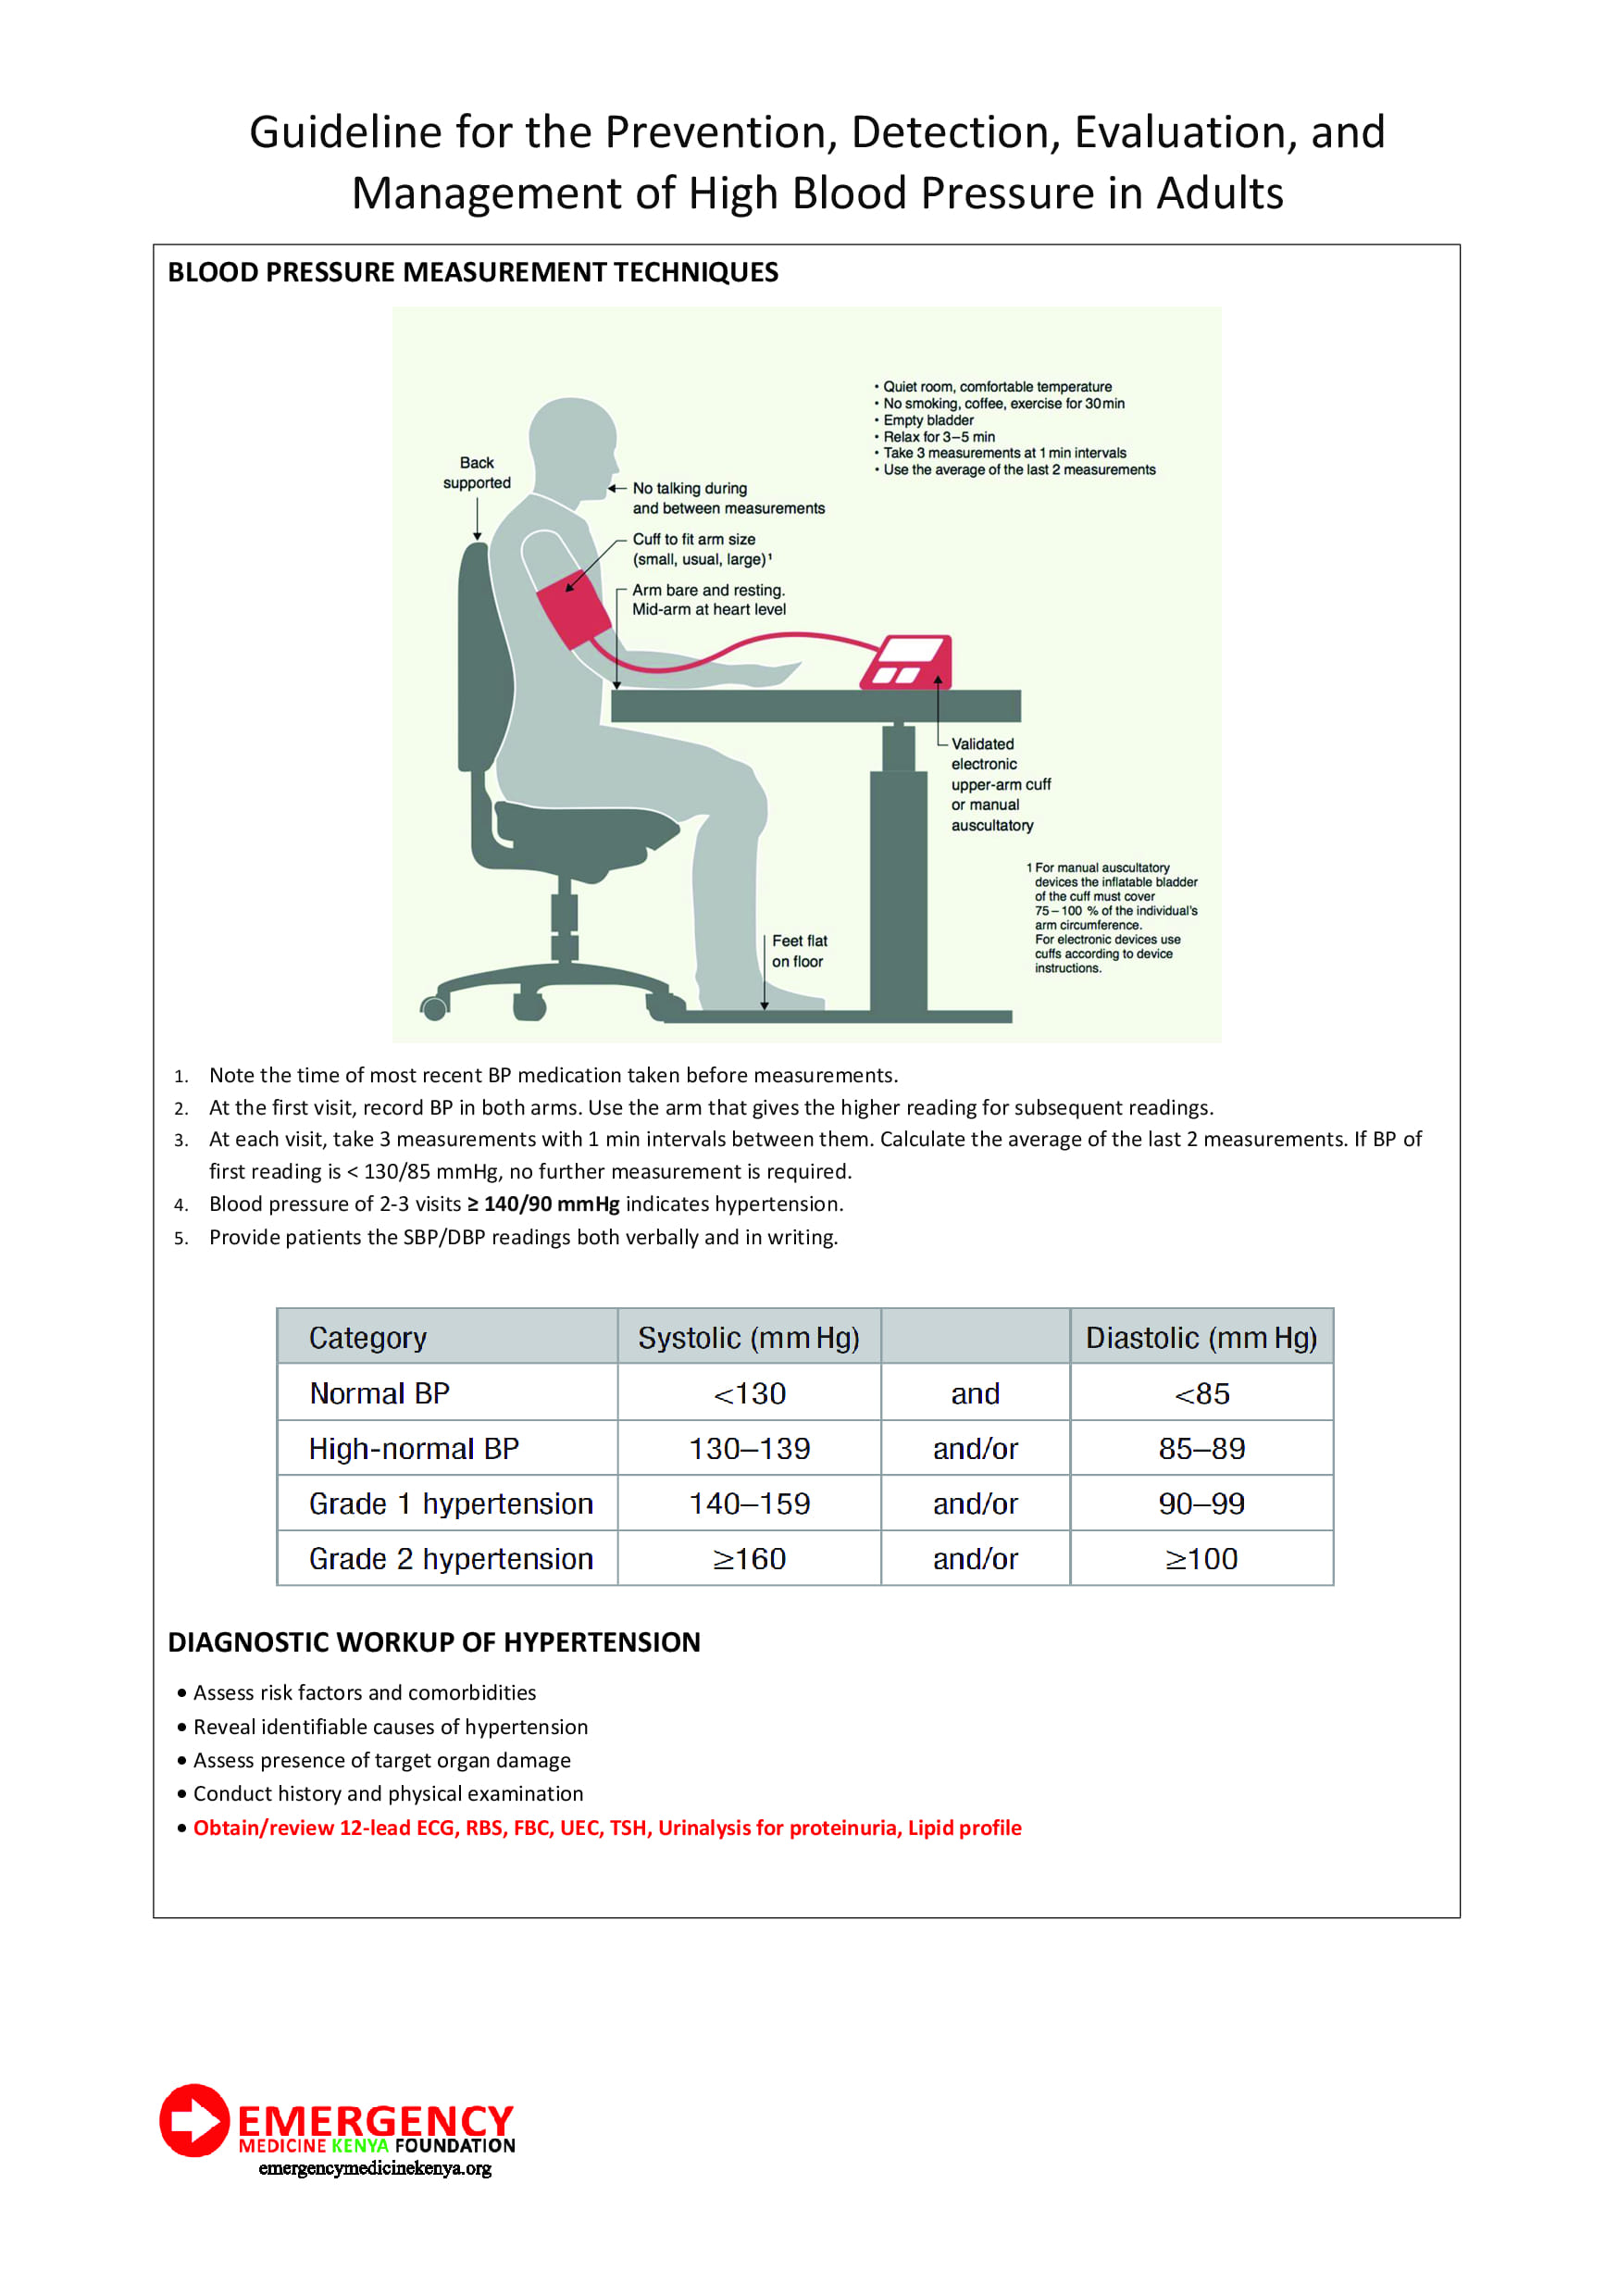 Guideline for the Prevention, Detection, Evaluation, and
Management of High Blood Pressure in Adults
BLOOD PRESSURE MEASUREMENT TECHNIQUES
• Quiet room, comfortable temperature
• No smoking, coffee, exercise for 30 min
• Empty bladder
• Relax for 3–5 min
• Take 3 measurements at 1 min intervals
• Use the average of the last 2 measurements
Back
supported
No talking during
and between measurements
Cuff to fit arm size
(small, usual, large)¹
Arm bare and resting.
Mid-arm at heart level
Validated
electronic
upper-arm cuff
or manual
auscultatory
1 For manual auscultatory
devices the inflatable bladder
of the cuff must cover
75–100 % of the individual's
arm circumference.
For electronic devices use
cuffs according to device
instructions.
Feet flat
on floor
1. Note the time of most recent BP medication taken before measurements.
2. At the first visit, record BP in both arms. Use the arm that gives the higher reading for subsequent readings.
3. At each visit, take 3 measurements with 1 min intervals between them. Calculate the average of the last 2 measurements. If BP of
first reading is < 130/85 mmHg, no further measurement is required.
4. Blood pressure of 2-3 visits ≥ 140/90 mmHg indicates hypertension.
5. Provide patients the SBP/DBP readings both verbally and in writing.
Category Systolic (mm Hg) Diastolic (mm Hg)
Normal BP <130 and <85
High-normal BP 130–139 and/or 85–89
Grade 1 hypertension 140–159 and/or 90–99
Grade 2 hypertension ≥160 and/or ≥100
DIAGNOSTIC WORKUP OF HYPERTENSION
• Assess risk factors and comorbidities
• Reveal identifiable causes of hypertension
• Assess presence of target organ damage
• Conduct history and physical examination
• Obtain/review 12-lead ECG, RBS, FBC, UEC, TSH, Urinalysis for proteinuria, Lipid profile
EMERGENCY
MEDICINE KENYA FOUNDATION
emergencymedicinekenya.org